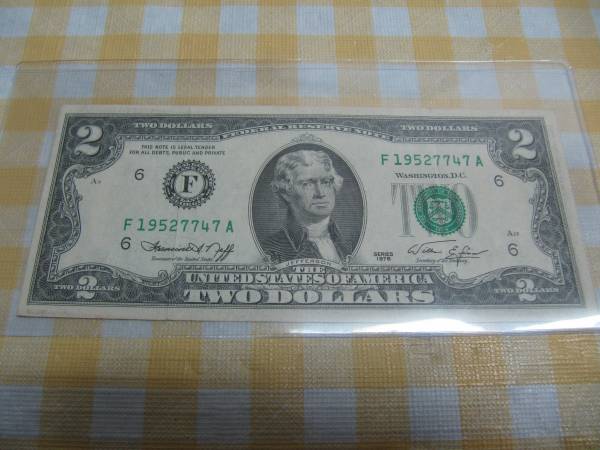 2 TWO DOLLARS FEDERAL RESERVE NOTE TWO DOLLARS 2
THIS NOTE IS LEGAL TENDER
FOR ALL DEBTS, PUBLIC AND PRIVATE
F 19527747 A
WASHINGTON, D.C.
6 F TWO 6
F 19527747 A
6 6
SERIES
1976
JEFFERSON
THE
UNITED STATES OF AMERICA
2 TWO DOLLARS TWO DOLLARS 2 TWO DOLLARS